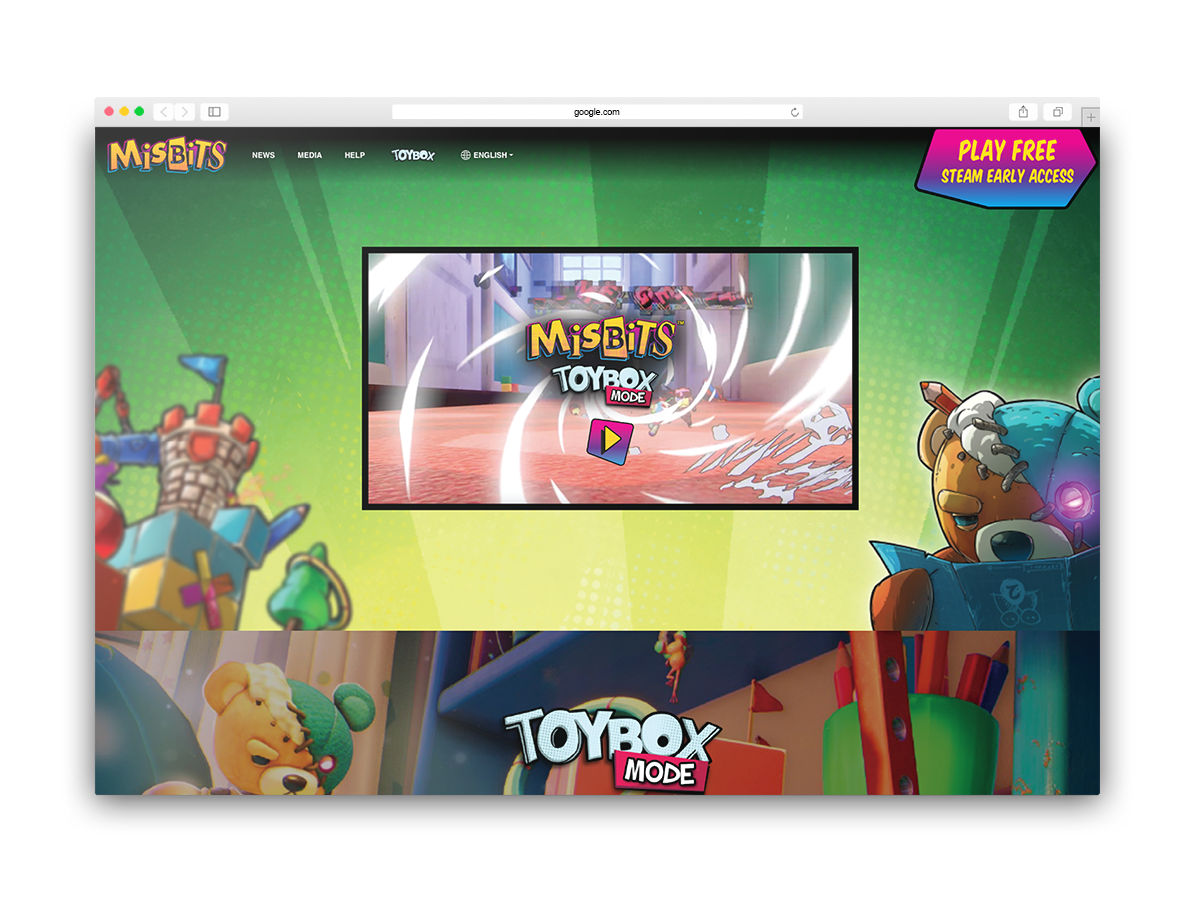 google.com
MisBiTS
NEWS
MEDIA
HELP
TOYBOX
ENGLISH
PLAY FREE
STEAM EARLY ACCESS
MisBiTS™
TOYBOX
MODE
TOYBOX
MODE